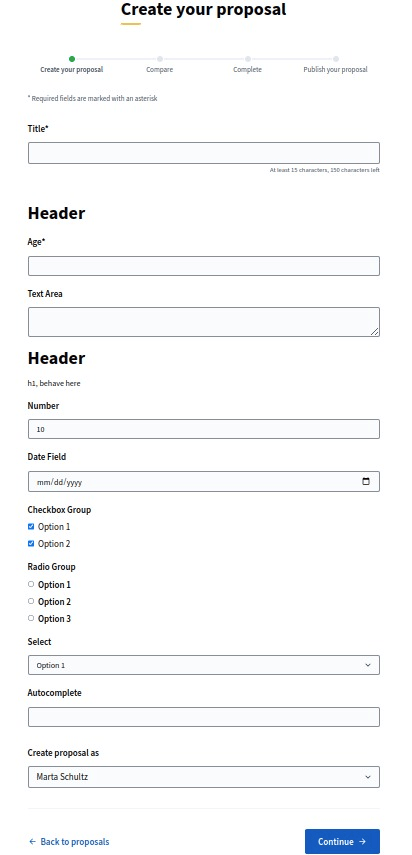 Create your proposal
Create your proposal Compare Complete Publish your proposal
* Required fields are marked with an asterisk
Title*
At least 15 characters, 150 characters left
Header
Age*
Text Area
Header
h1, behave here
Number
10
Date Field
mm/dd/yyyy
Checkbox Group
Option 1
Option 2
Radio Group
Option 1
Option 2
Option 3
Select
Option 1
Autocomplete
Create proposal as
Marta Schultz
← Back to proposals Continue →